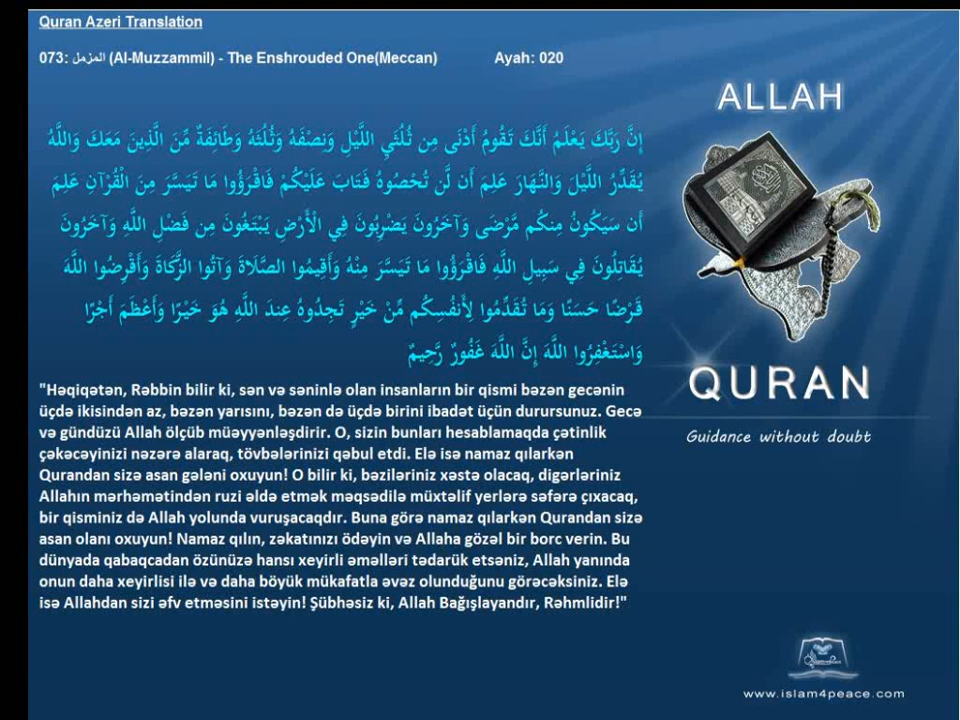 Quran Azeri Translation
073: المزمل (Al-Muzzammil) - The Enshrouded One(Meccan) Ayah: 020
ALLAH
إِنَّ رَبَّكَ يَعْلَمُ أَنَّكَ تَقُومُ أَدْنَى مِن ثُلُثَيِ اللَّيْلِ وَنِصْفَهُ وَثُلُثَهُ وَطَائِفَةٌ مِّنَ الَّذِينَ مَعَكَ وَاللَّهُ
يُقَدِّرُ اللَّيْلَ وَالنَّهَارَ عَلِمَ أَن لَّن تُحْصُوهُ فَتَابَ عَلَيْكُمْ فَاقْرَؤُوا مَا تَيَسَّرَ مِنَ الْقُرْآنِ عَلِمَ
أَن سَيَكُونُ مِنكُم مَّرْضَى وَآخَرُونَ يَضْرِبُونَ فِي الْأَرْضِ يَبْتَغُونَ مِن فَضْلِ اللَّهِ وَآخَرُونَ
يُقَاتِلُونَ فِي سَبِيلِ اللَّهِ فَاقْرَؤُوا مَا تَيَسَّرَ مِنْهُ وَأَقِيمُوا الصَّلَاةَ وَآتُوا الزَّكَاةَ وَأَقْرِضُوا اللَّهَ
قَرْضًا حَسَنًا وَمَا تُقَدِّمُوا لِأَنفُسِكُم مِّنْ خَيْرٍ تَجِدُوهُ عِندَ اللَّهِ هُوَ خَيْرًا وَأَعْظَمَ أَجْرًا
وَاسْتَغْفِرُوا اللَّهَ إِنَّ اللَّهَ غَفُورٌ رَّحِيمٌ
"Həqiqətən, Rəbbin bilir ki, sən və səninlə olan insanların bir qismi bəzən gecənin
üçdə ikisindən az, bəzən yarısını, bəzən də üçdə birini ibadət üçün durursunuz. Gecə
və gündüzü Allah ölçüb müəyyənləşdirir. O, sizin bunları hesablamaqda çətinlik
çəkəcəyinizi nəzərə alaraq, tövbələrinizi qəbul etdi. Elə isə namaz qılarkən
Qurandan sizə asan gələni oxuyun! O bilir ki, bəziləriniz xəstə olacaq, digərləriniz
Allahın mərhəmətindən ruzi əldə etmək məqsədilə müxtəlif yerlərə səfərə çıxacaq,
bir qisminiz də Allah yolunda vuruşacaqdır. Buna görə namaz qılarkən Qurandan sizə
asan olanı oxuyun! Namaz qılın, zəkatınızı ödəyin və Allaha gözəl bir borc verin. Bu
dünyada qabaqcadan özünüzə hansı xeyirli əməlləri tədarük etsəniz, Allah yanında
onun daha xeyirlisi ilə və daha böyük mükafatla əvəz olunduğunu görəcəksiniz. Elə
isə Allahdan sizi əfv etməsini istəyin! Şübhəsiz ki, Allah Bağışlayandır, Rəhmlidir!"
QURAN
Guidance without doubt
www.islam4peace.com